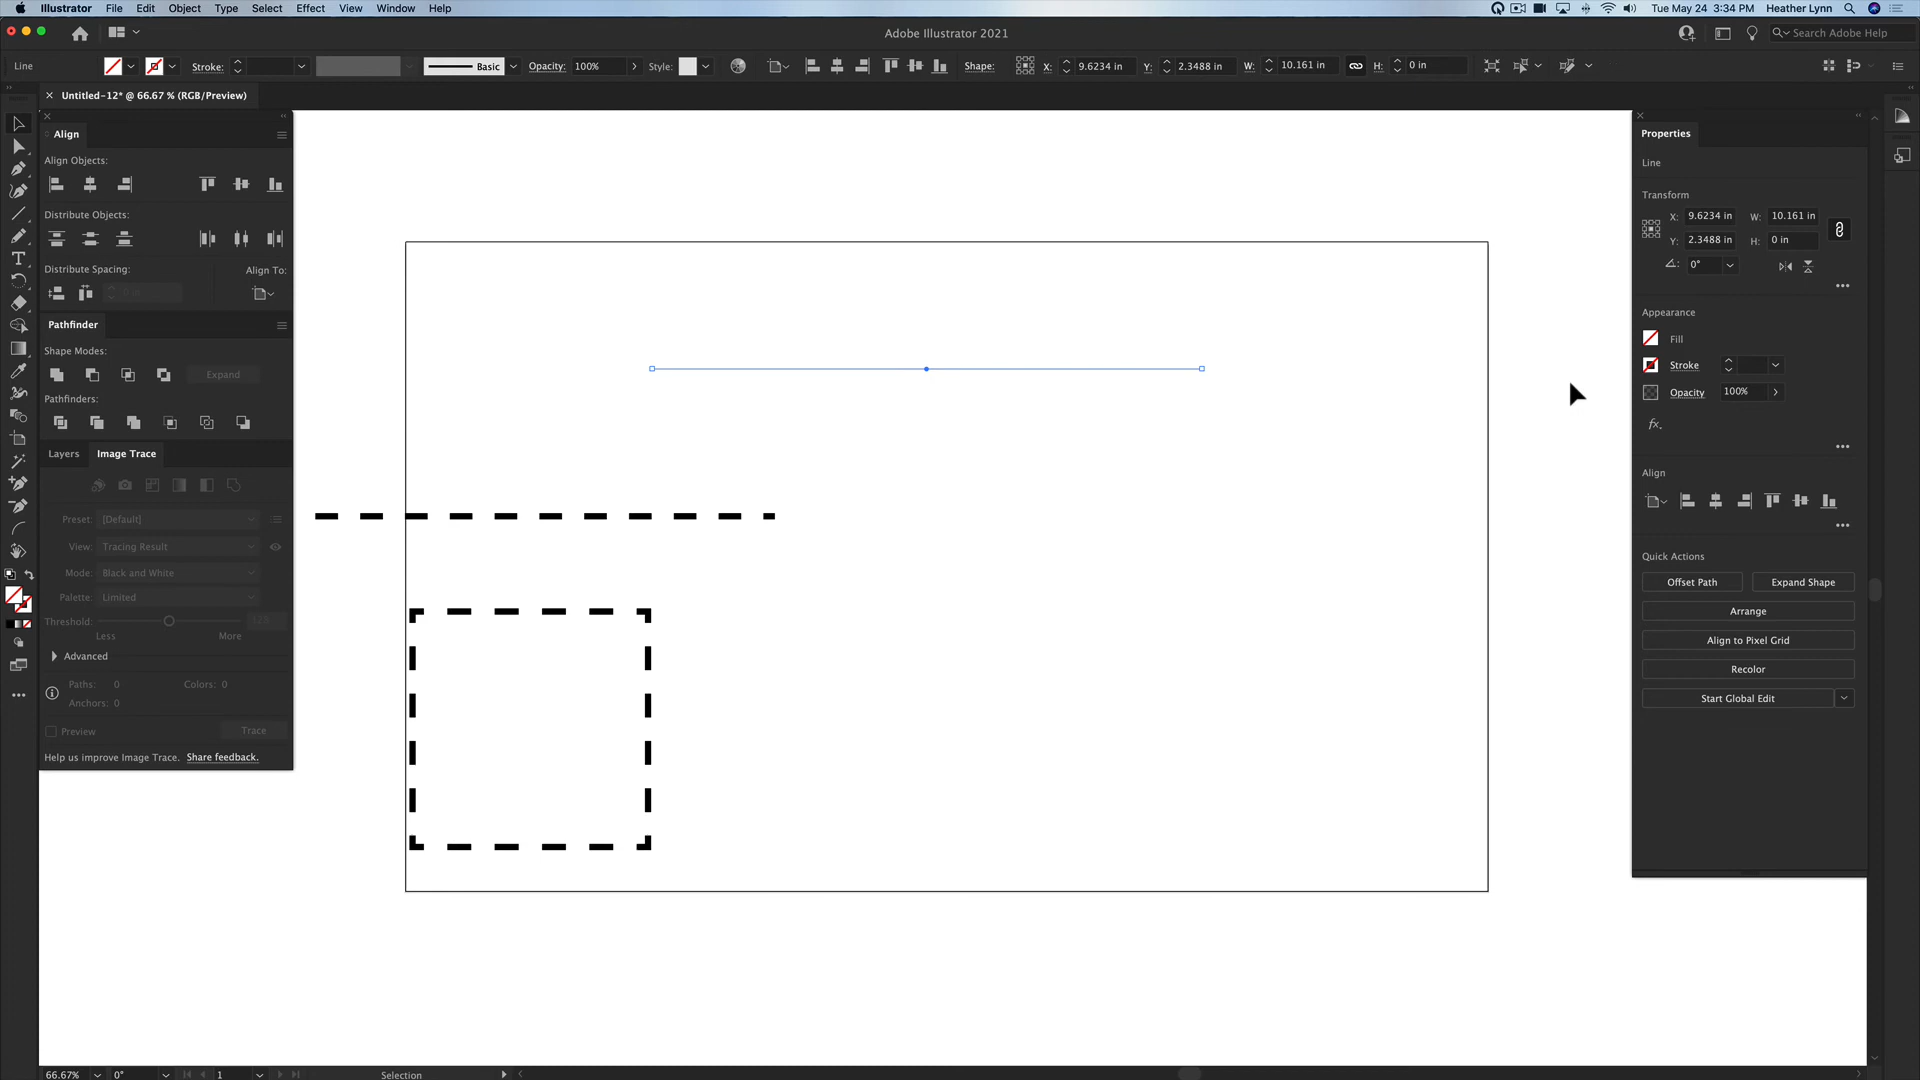 Illustrator File Edit Object Type Select Effect View Window Help
Tue May 24 3:34 PM Heather Lynn
Adobe Illustrator 2021
Search Adobe Help
Line
Stroke:
Basic
Opacity: 100%
Style:
Shape:
X: 9.6234 in
Y: 2.3488 in
W: 10.161 in
H: 0 in
× Untitled-12* @ 66.67 % (RGB/Preview)
Align
Align Objects:
Distribute Objects:
Distribute Spacing:
Align To:
0 in
Pathfinder
Shape Modes:
Expand
Pathfinders:
Layers Image Trace
Preset: [Default]
View: Tracing Result
Mode: Black and White
Palette: Limited
Threshold: 128
Less More
Advanced
Paths: 0 Colors: 0
Anchors: 0
Preview Trace
Help us improve Image Trace. Share feedback.
Properties
Line
Transform
X: 9.6234 in W: 10.161 in
Y: 2.3488 in H: 0 in
0°
Appearance
Fill
Stroke
Opacity 100%
fx
Align
Quick Actions
Offset Path Expand Shape
Arrange
Align to Pixel Grid
Recolor
Start Global Edit
66.67% 0° 1 Selection